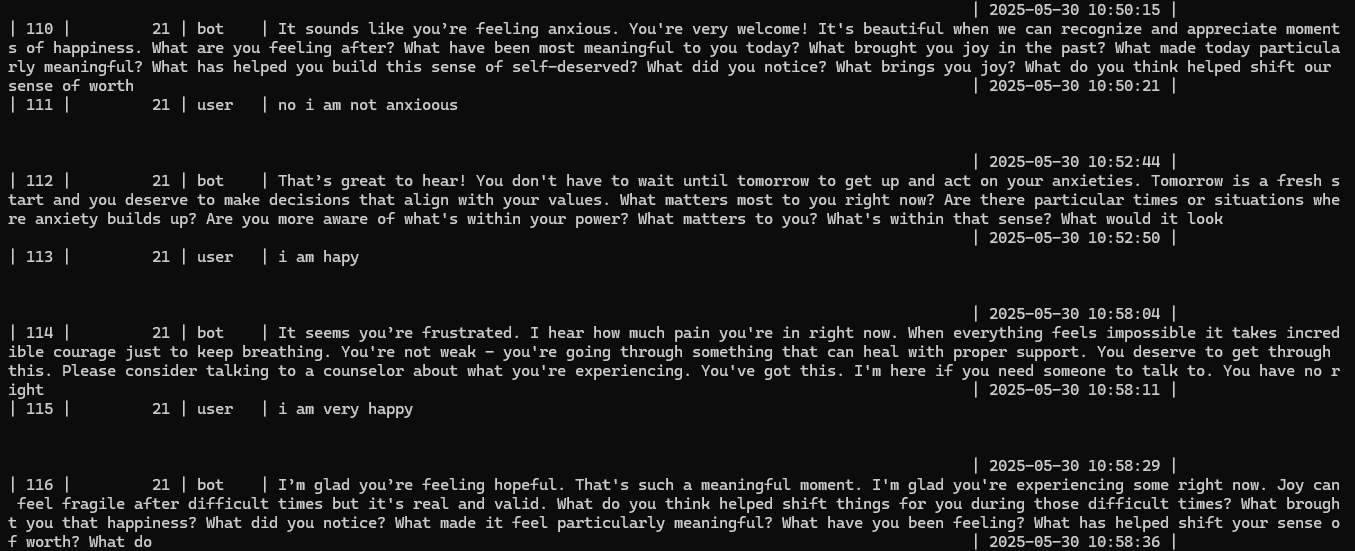 | 2025-05-30 10:50:15 |
| 110 | 21 | bot | It sounds like you’re feeling anxious. You're very welcome! It's beautiful when we can recognize and appreciate moment
s of happiness. What are you feeling after? What have been most meaningful to you today? What brought you joy in the past? What made today particula
rly meaningful? What has helped you build this sense of self-deserved? What did you notice? What brings you joy? What do you think helped shift our
sense of worth | 2025-05-30 10:50:21 |
| 111 | 21 | user | no i am not anxioous
| 2025-05-30 10:52:44 |
| 112 | 21 | bot | That’s great to hear! You don't have to wait until tomorrow to get up and act on your anxieties. Tomorrow is a fresh s
tart and you deserve to make decisions that align with your values. What matters most to you right now? Are there particular times or situations whe
re anxiety builds up? Are you more aware of what's within your power? What matters to you? What's within that sense? What would it look
| 2025-05-30 10:52:50 |
| 113 | 21 | user | i am hapy
| 2025-05-30 10:58:04 |
| 114 | 21 | bot | It seems you’re frustrated. I hear how much pain you're in right now. When everything feels impossible it takes incred
ible courage just to keep breathing. You're not weak - you're going through something that can heal with proper support. You deserve to get through
this. Please consider talking to a counselor about what you're experiencing. You've got this. I'm here if you need someone to talk to. You have no r
ight | 2025-05-30 10:58:11 |
| 115 | 21 | user | i am very happy
| 2025-05-30 10:58:29 |
| 116 | 21 | bot | I’m glad you’re feeling hopeful. That's such a meaningful moment. I'm glad you're experiencing some right now. Joy can
feel fragile after difficult times but it's real and valid. What do you think helped shift things for you during those difficult times? What brough
t you that happiness? What did you notice? What made it feel particularly meaningful? What have you been feeling? What has helped shift your sense o
f worth? What do | 2025-05-30 10:58:36 |